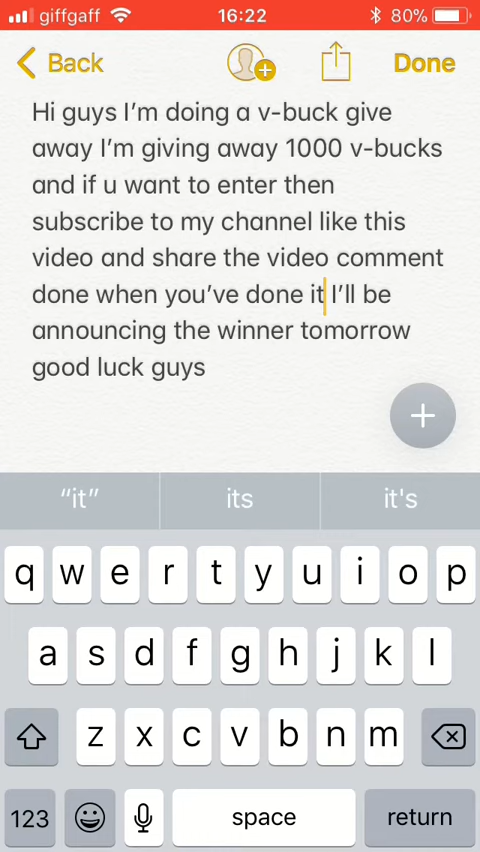 giffgaff 16:22 80%
Back Done
Hi guys I’m doing a v-buck give
away I’m giving away 1000 v-bucks
and if u want to enter then
subscribe to my channel like this
video and share the video comment
done when you’ve done it I’ll be
announcing the winner tomorrow
good luck guys
“it” its it's
q w e r t y u i o p
a s d f g h j k l
z x c v b n m
123 space return